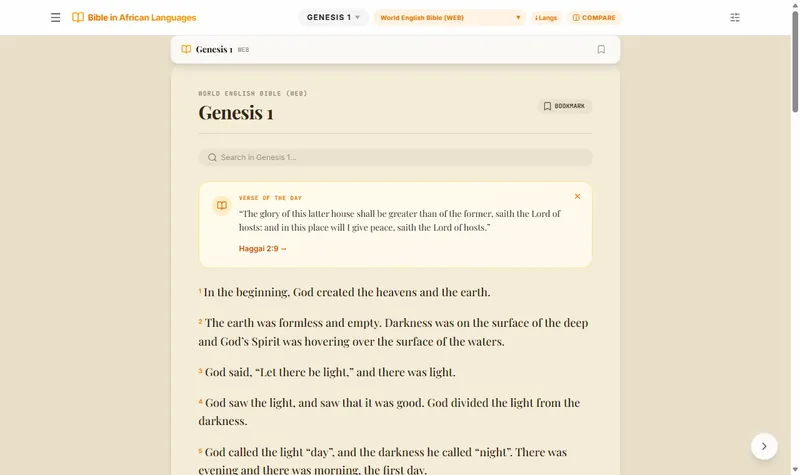 Bible in African Languages
GENESIS 1 ▾
World English Bible (WEB) ▾
↓Langs
COMPARE
Genesis 1 WEB
WORLD ENGLISH BIBLE (WEB)
Genesis 1
BOOKMARK
Search in Genesis 1...
VERSE OF THE DAY
“The glory of this latter house shall be greater than of the former, saith the Lord of
hosts: and in this place will I give peace, saith the Lord of hosts.”
Haggai 2:9 →
1 In the beginning, God created the heavens and the earth.
2 The earth was formless and empty. Darkness was on the surface of the deep
and God’s Spirit was hovering over the surface of the waters.
3 God said, “Let there be light,” and there was light.
4 God saw the light, and saw that it was good. God divided the light from the
darkness.
5 God called the light “day”, and the darkness he called “night”. There was
evening and there was morning, the first day.